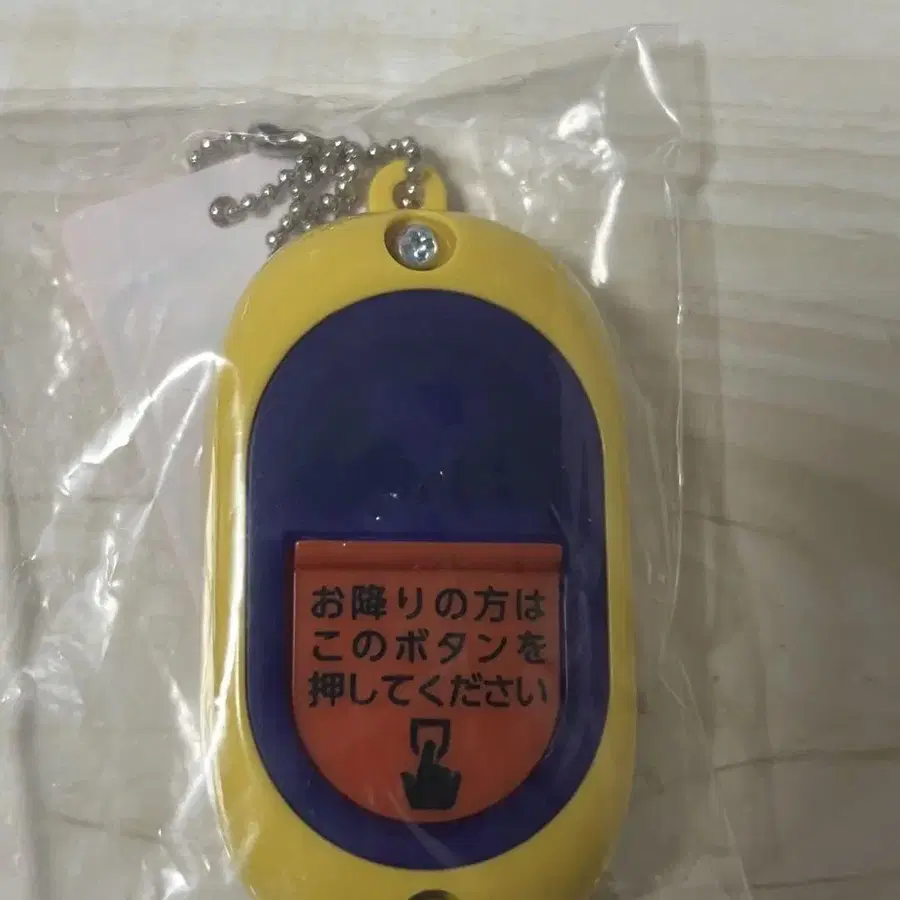 お降りの方は
このボタンを
押してください